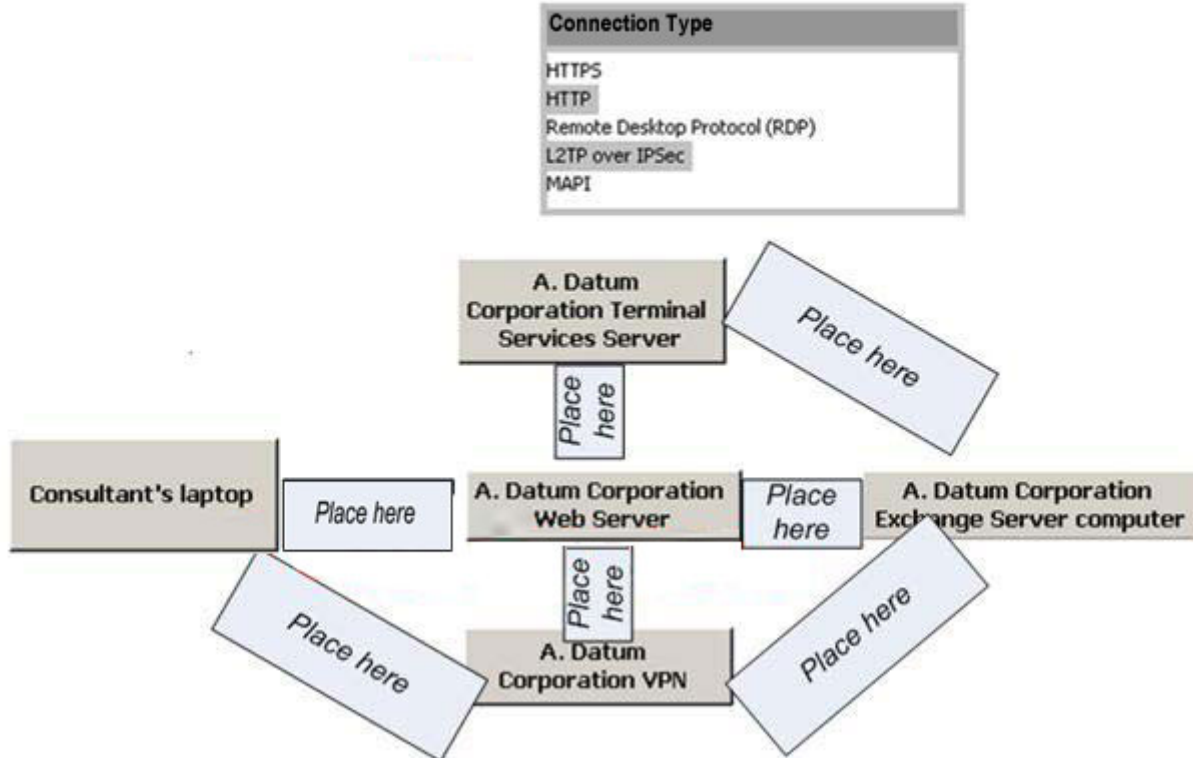 Connection Type
HTTPS
HTTP
Remote Desktop Protocol (RDP)
L2TP over IPSec
MAPI
A. Datum
Corporation Terminal
Services Server
Place here
Place
here
Consultant's laptop
Place here
A. Datum Corporation
Web Server
Place
here
A. Datum Corporation
Exchange Server computer
Place here
Place
here
Place here
A. Datum
Corporation VPN